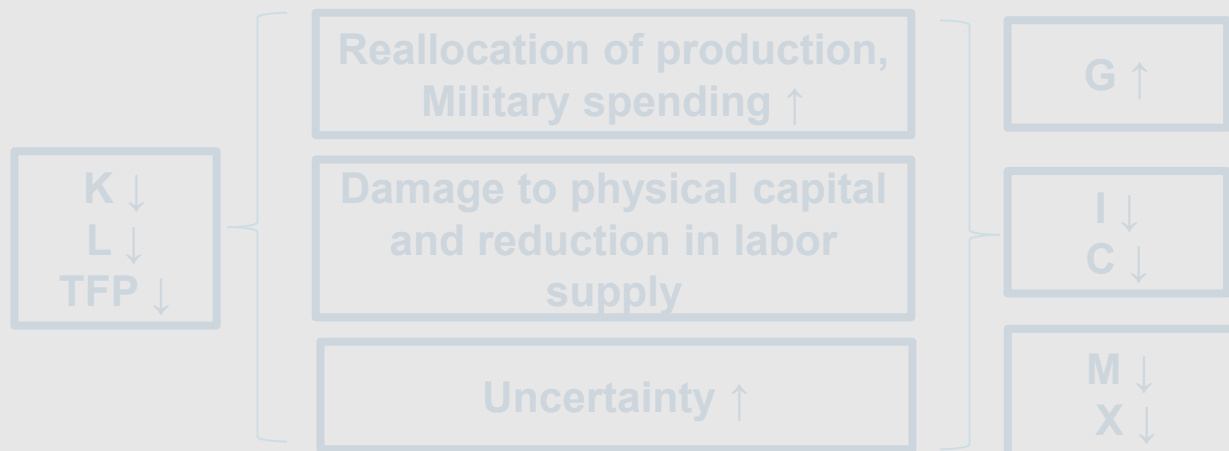 K ↓
L ↓
TFP ↓
Reallocation of production,
Military spending ↑
Damage to physical capital
and reduction in labor
supply
Uncertainty ↑
G ↑
I ↓
C ↓
M ↓
X ↓